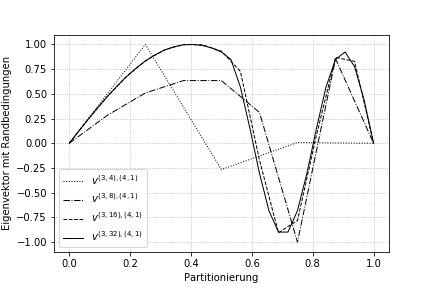 1.00
0.75
0.50
0.25
0.00
−0.25
−0.50
−0.75
−1.00
Eigenvektor mit Randbedingungen
v^(3,4),(4,1)
v^(3,8),(4,1)
v^(3,16),(4,1)
v^(3,32),(4,1)
0.0 0.2 0.4 0.6 0.8 1.0
Partitionierung